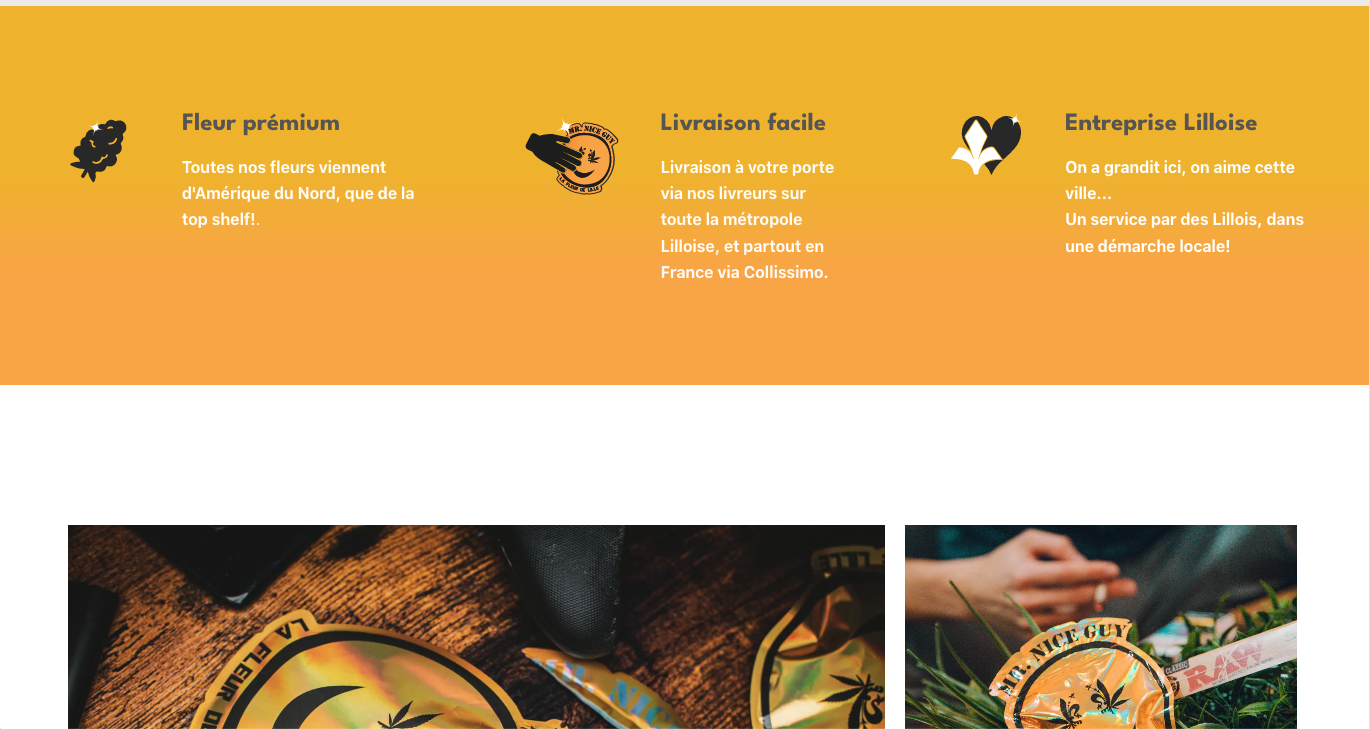 Fleur prémium
Toutes nos fleurs viennent
d'Amérique du Nord, que de la
top shelf!.
MR. NICE GUY
LA FLEUR DE LILLE
Livraison facile
Livraison à votre porte
via nos livreurs sur
toute la métropole
Lilloise, et partout en
France via Collissimo.
Entreprise Lilloise
On a grandit ici, on aime cette
ville...
Un service par des Lillois, dans
une démarche locale!
LA FLEUR DE
MR. NIC
MR. NICE GUY
CLASSIC
RAW